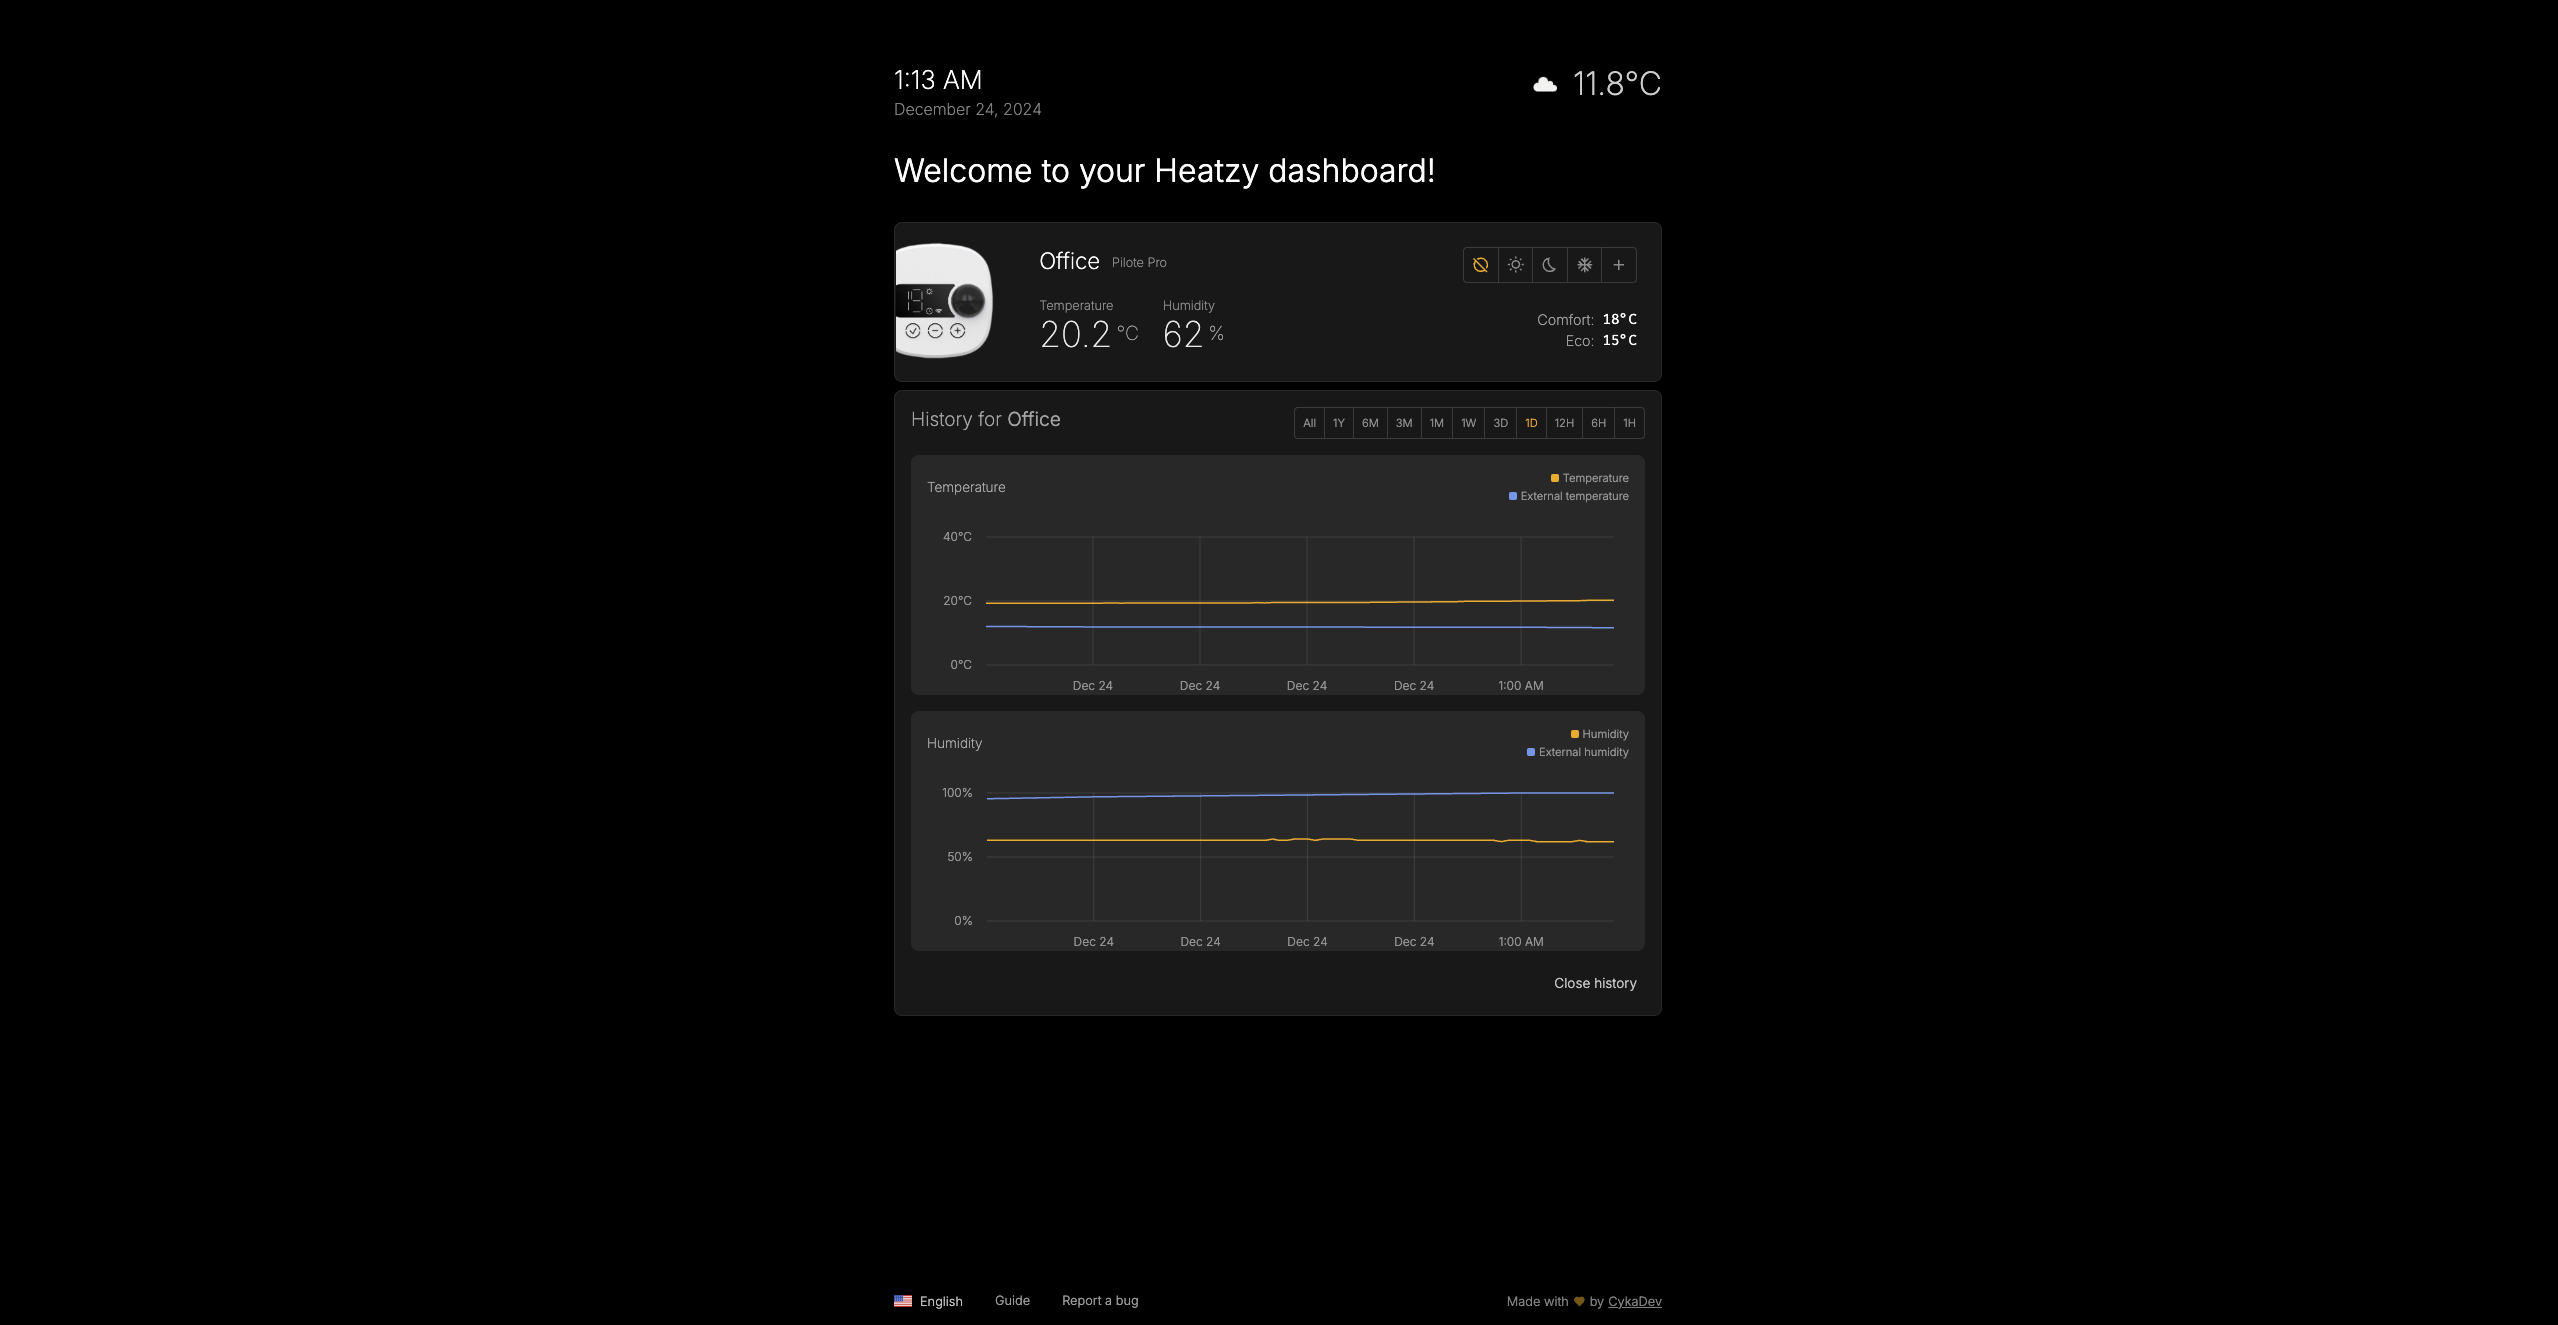 1:13 AM
December 24, 2024
11.8°C
Welcome to your Heatzy dashboard!
19
Office Pilote Pro
Temperature Humidity
20.2 °C 62 %
Comfort: 18°C
Eco: 15°C
History for Office
All 1Y 6M 3M 1M 1W 3D 1D 12H 6H 1H
Temperature
Temperature
External temperature
40°C
20°C
0°C
Dec 24 Dec 24 Dec 24 Dec 24 1:00 AM
Humidity
Humidity
External humidity
100%
50%
0%
Dec 24 Dec 24 Dec 24 Dec 24 1:00 AM
Close history
English Guide Report a bug
Made with by CykaDev